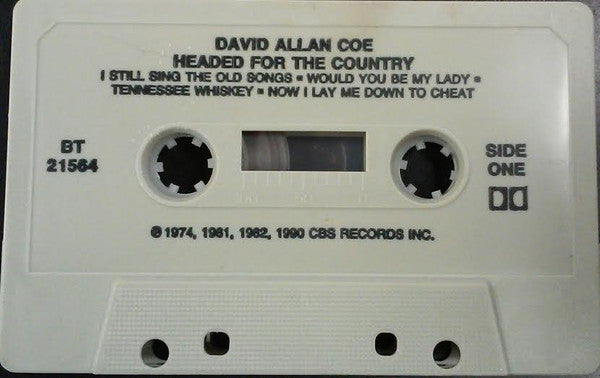 DAVID ALLAN COE
HEADED FOR THE COUNTRY
I STILL SING THE OLD SONGS • WOULD YOU BE MY LADY •
TENNESSEE WHISKEY • NOW I LAY ME DOWN TO CHEAT
BT
21564
SIDE
ONE
℗ 1974, 1981, 1982, 1990 CBS RECORDS INC.